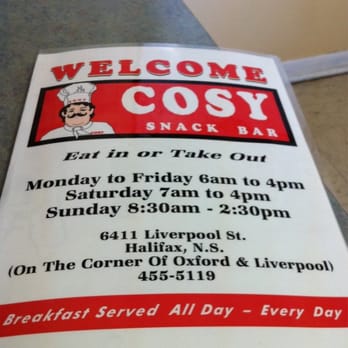 WELCOME
COSY
SNACK BAR
Eat in or Take Out
Monday to Friday 6am to 4pm
Saturday 7am to 4pm
Sunday 8:30am - 2:30pm
6411 Liverpool St.
Halifax, N.S.
(On The Corner Of Oxford & Liverpool)
455-5119
Breakfast Served All Day - Every Day